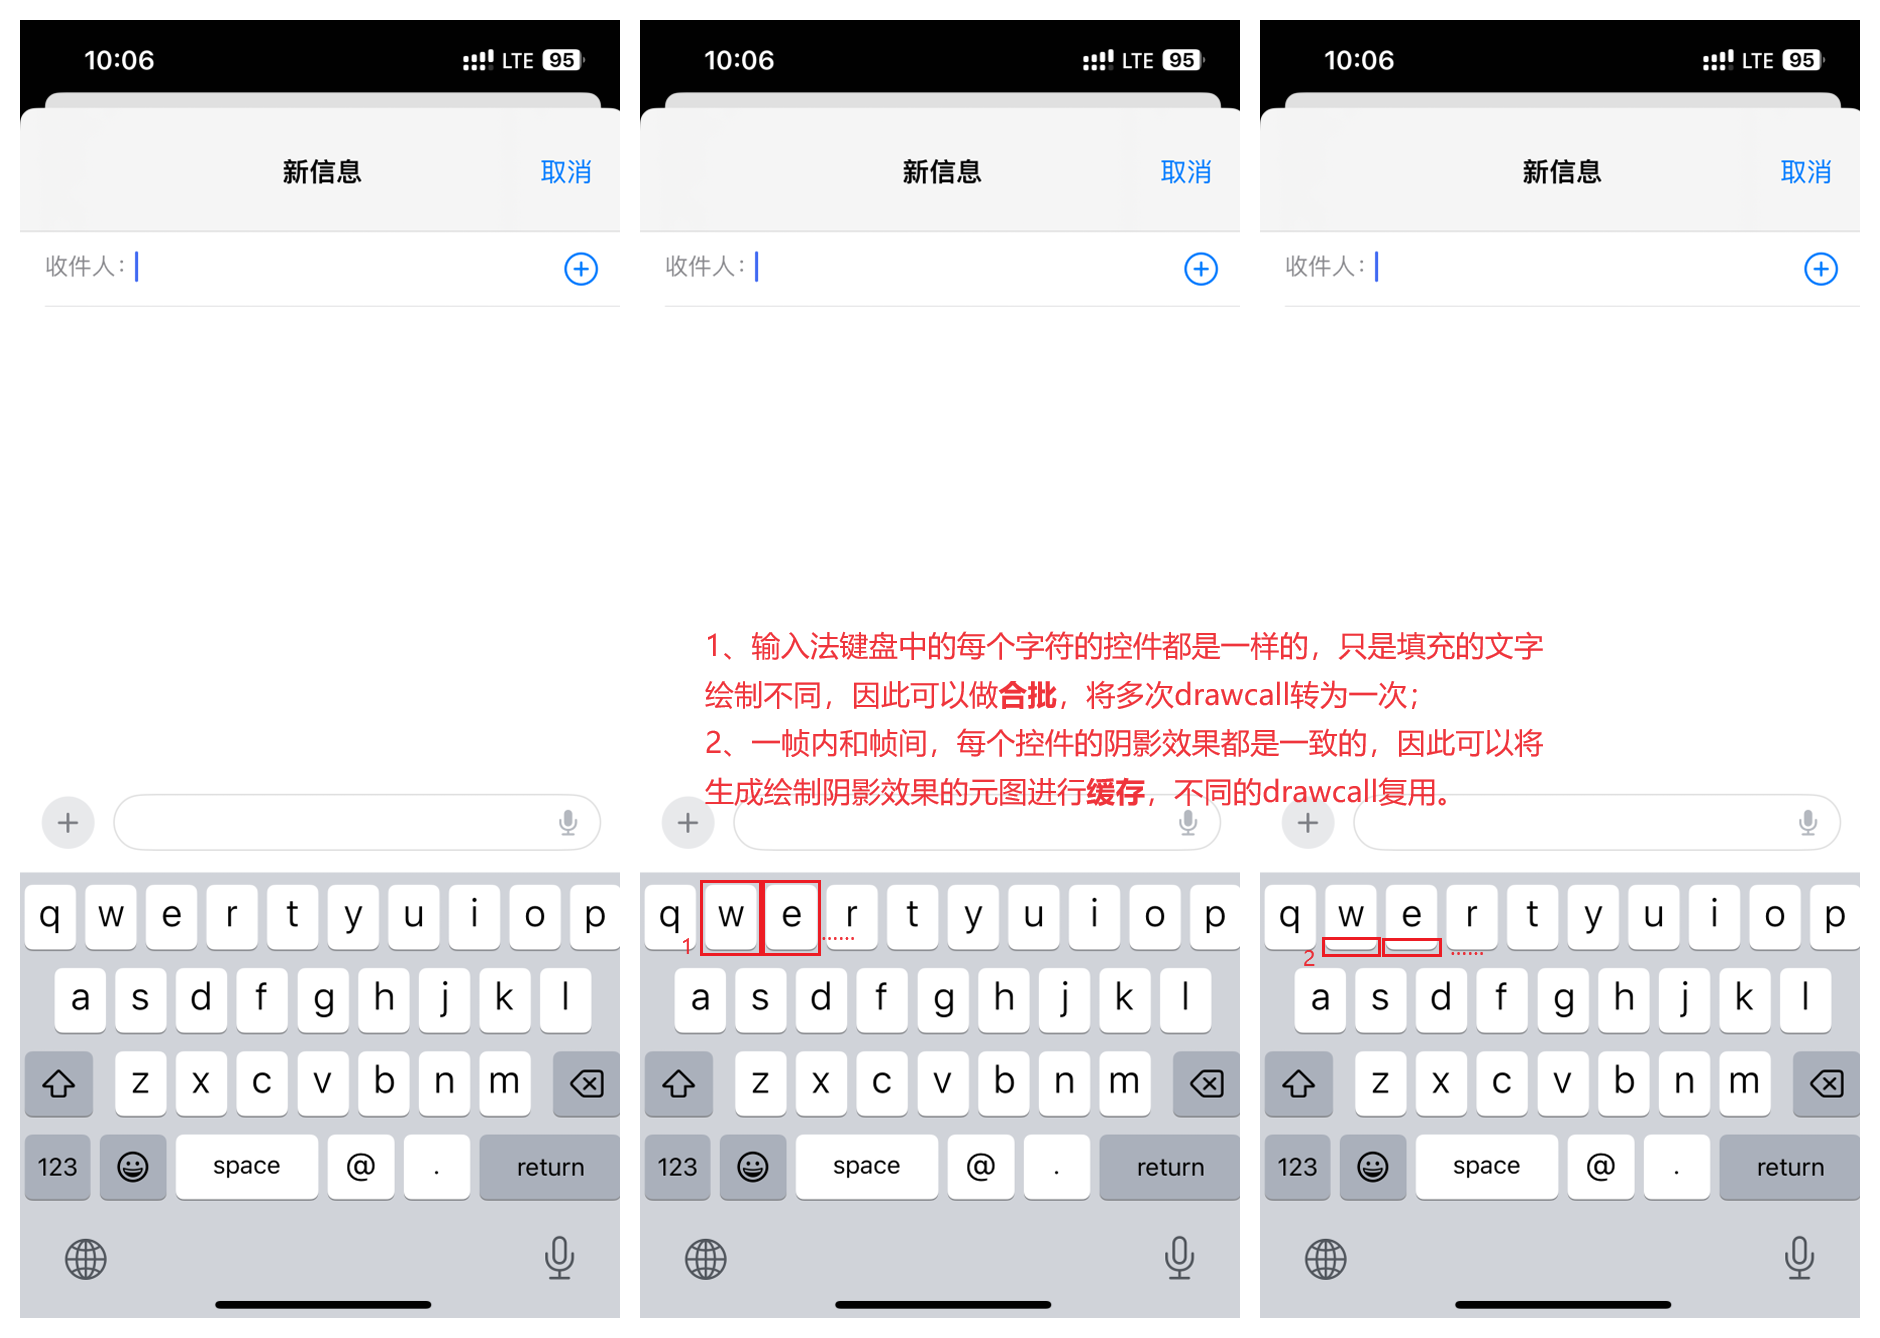 10:06 LTE 95
新信息 取消
收件人：
10:06 LTE 95
新信息 取消
收件人：
10:06 LTE 95
新信息 取消
收件人：
1、输入法键盘中的每个字符的控件都是一样的，只是填充的文字
绘制不同，因此可以做合批，将多次drawcall转为一次；
2、一帧内和帧间，每个控件的阴影效果都是一致的，因此可以将
生成绘制阴影效果的元图进行缓存，不同的drawcall复用。
q w e r t y u i o p
a s d f g h j k l
z x c v b n m
123 space @ . return
q w e r t y u i o p
1 ......
a s d f g h j k l
z x c v b n m
123 space @ . return
q w e r t y u i o p
2 ......
a s d f g h j k l
z x c v b n m
123 space @ . return